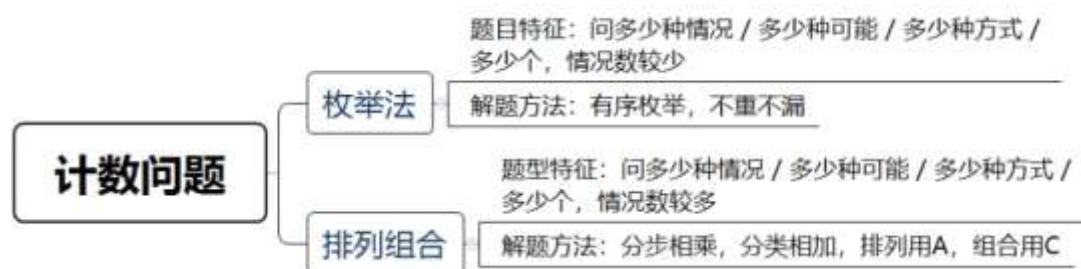 计数问题
枚举法
题目特征：问多少种情况 / 多少种可能 / 多少种方式 /
多少个，情况数较少
解题方法：有序枚举，不重不漏
排列组合
题型特征：问多少种情况 / 多少种可能 / 多少种方式 /
多少个，情况数较多
解题方法：分步相乘，分类相加，排列用A，组合用C